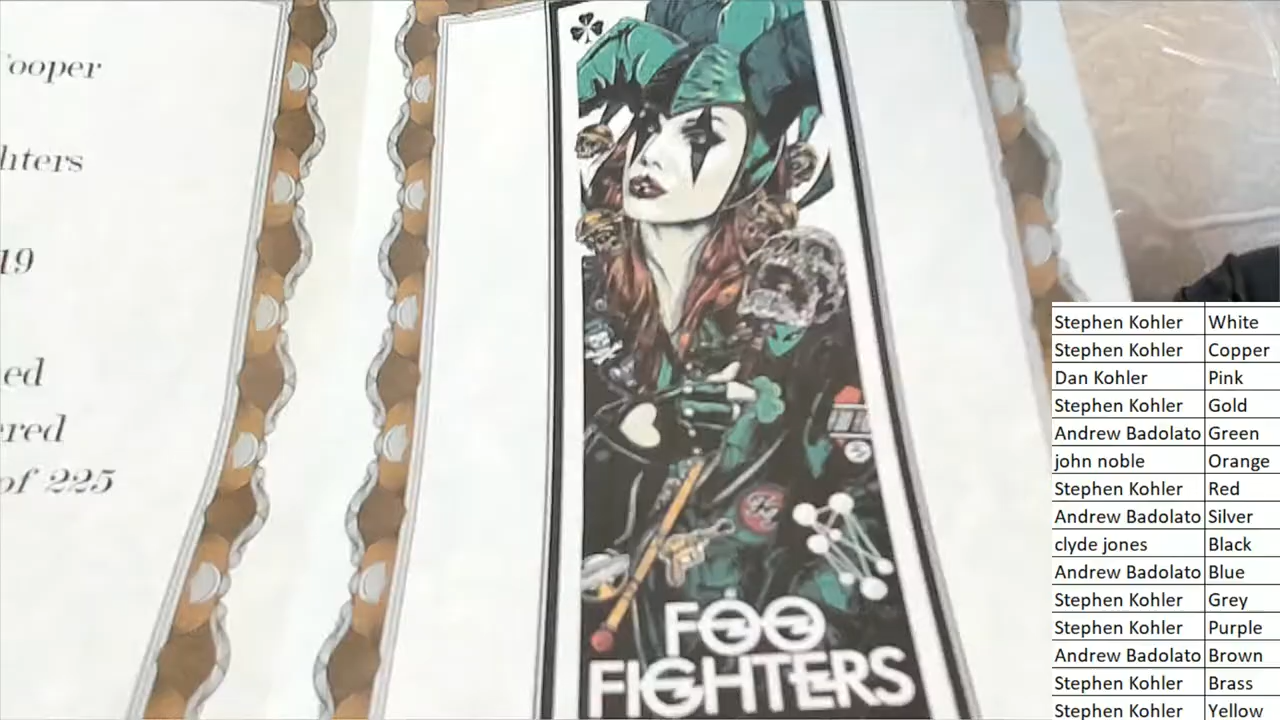 ooper
hters
19
ed
ered
of 225
FOO
FIGHTERS
Stephen Kohler White
Stephen Kohler Copper
Dan Kohler Pink
Stephen Kohler Gold
Andrew Badolato Green
john noble Orange
Stephen Kohler Red
Andrew Badolato Silver
clyde jones Black
Andrew Badolato Blue
Stephen Kohler Grey
Stephen Kohler Purple
Andrew Badolato Brown
Stephen Kohler Brass
Stephen Kohler Yellow